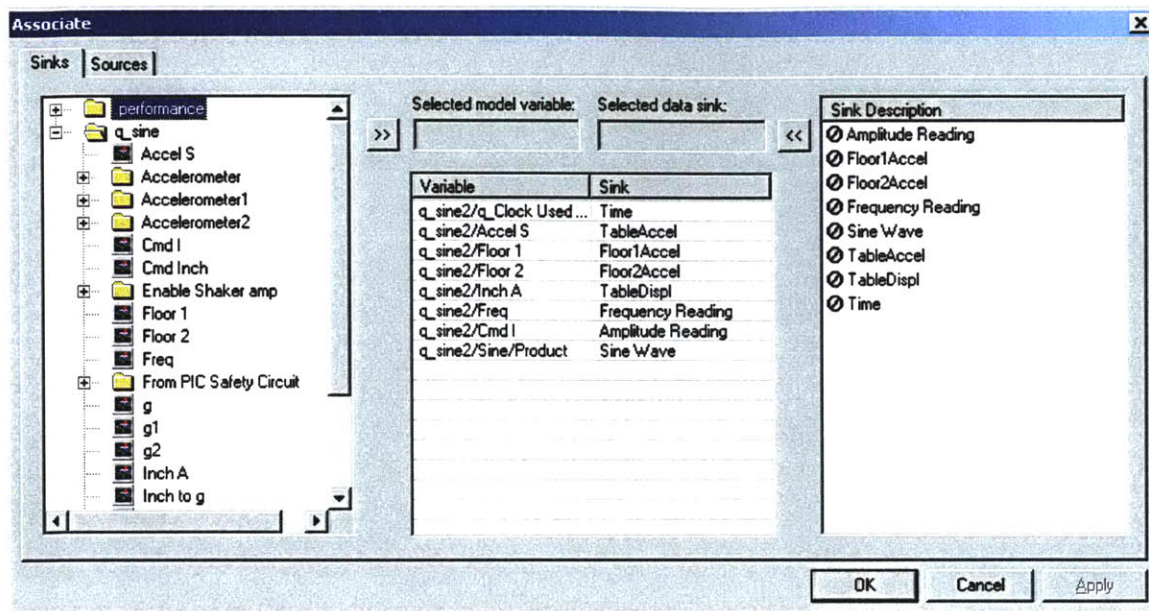 Associate
Sinks
Sources
performance
q_sine
Accel S
Accelerometer
Accelerometer1
Accelerometer2
Cmd I
Cmd Inch
Enable Shaker amp
Floor 1
Floor 2
Freq
From PIC Safety Circuit
g
g1
g2
Inch A
Inch to g
>>
Selected model variable:
Selected data sink:
<<
Variable Sink
q_sine2/q_Clock Used ... Time
q_sine2/Accel S TableAccel
q_sine2/Floor 1 Floor1Accel
q_sine2/Floor 2 Floor2Accel
q_sine2/Inch A TableDispl
q_sine2/Freq Frequency Reading
q_sine2/Cmd I Amplitude Reading
q_sine2/Sine/Product Sine Wave
Sink Description
Amplitude Reading
Floor1Accel
Floor2Accel
Frequency Reading
Sine Wave
TableAccel
TableDispl
Time
OK
Cancel
Apply